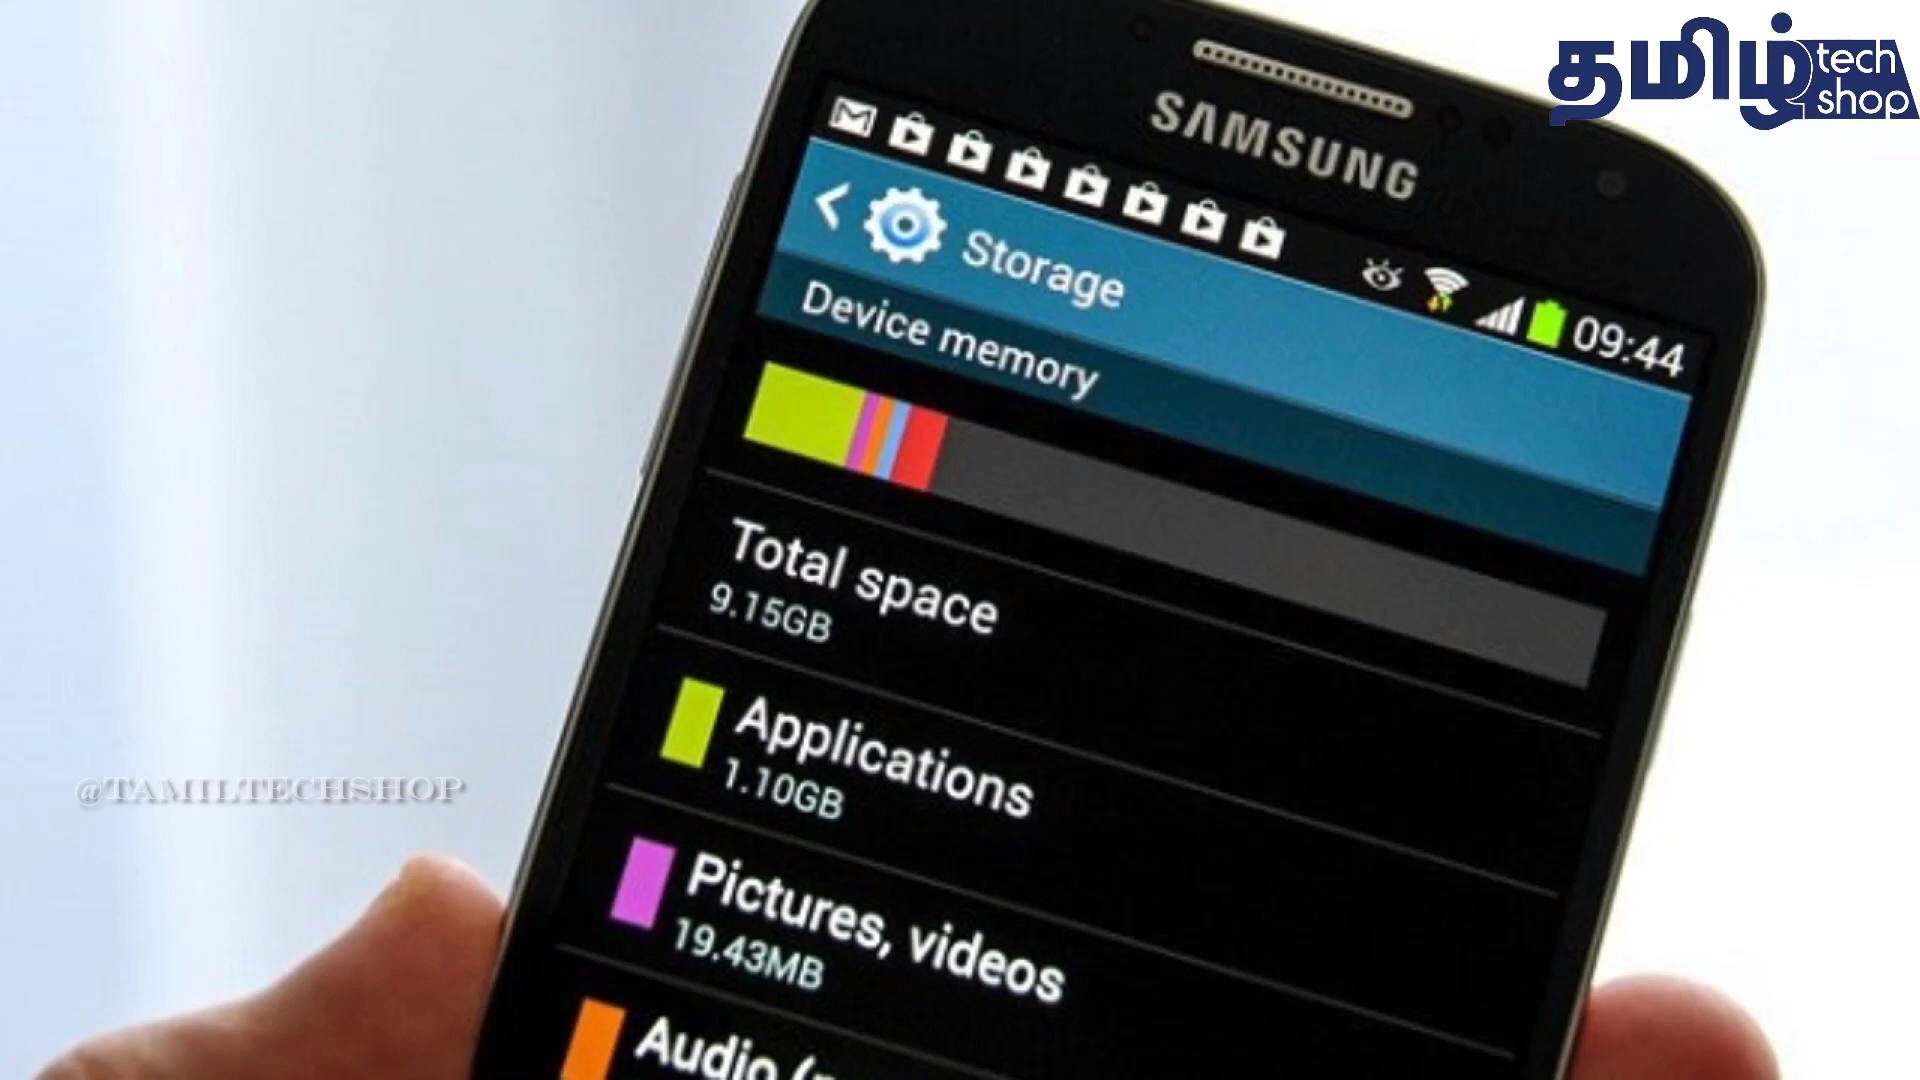 தமிழ் tech shop
SAMSUNG
09:44
Storage
Device memory
Total space
9.15GB
Applications
1.10GB
Pictures, videos
19.43MB
Audio
@TAMILTECHSHOP